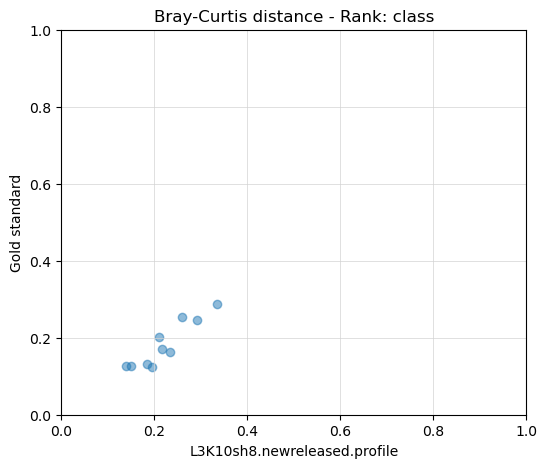 Bray-Curtis distance - Rank: class
1.0
0.8
0.6
0.4
0.2
0.0
Gold standard
0.0 0.2 0.4 0.6 0.8 1.0
L3K10sh8.newreleased.profile